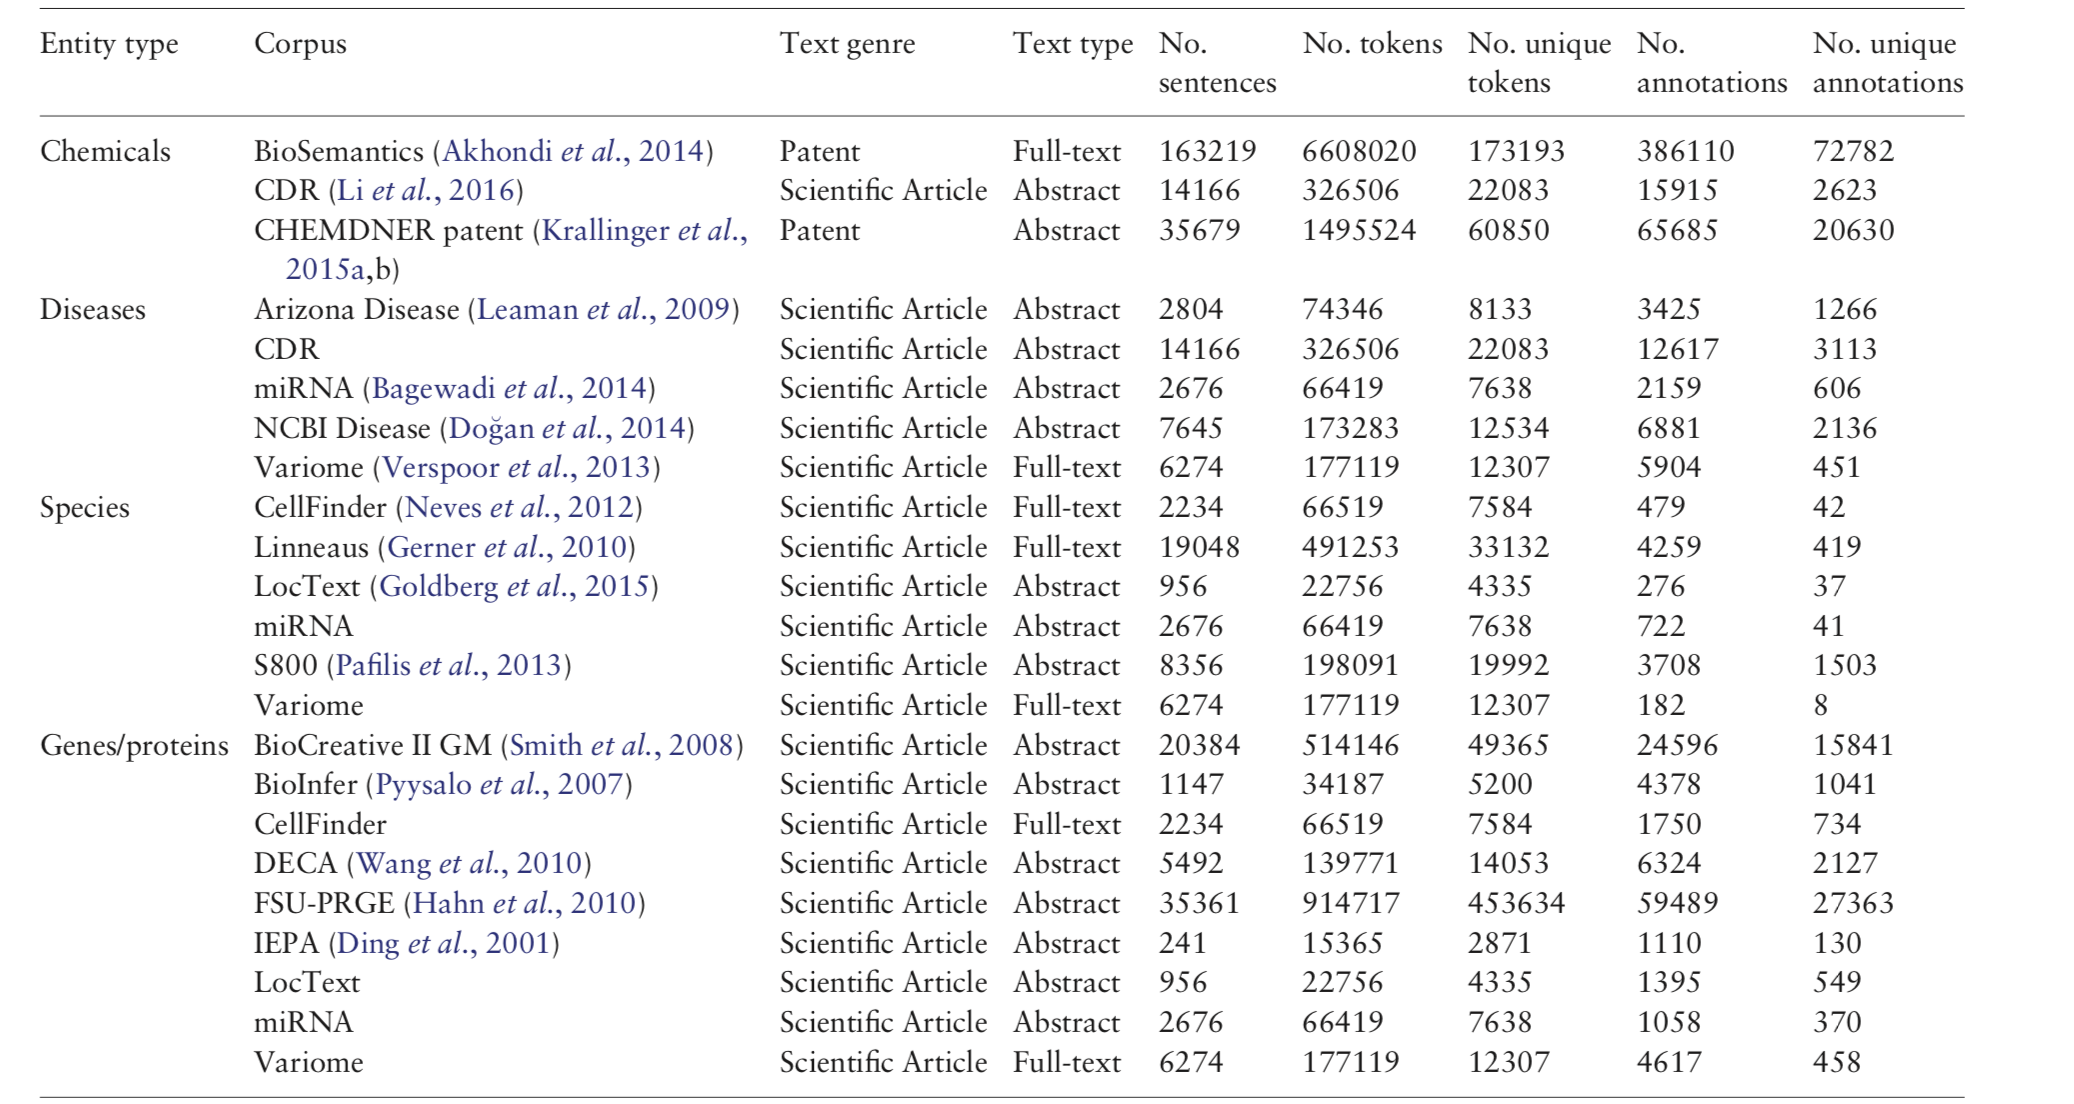 Entity type Corpus Text genre Text type No. sentences No. tokens No. unique tokens No. annotations No. unique annotations
Chemicals BioSemantics (Akhondi et al., 2014) Patent Full-text 163219 6608020 173193 386110 72782
CDR (Li et al., 2016) Scientific Article Abstract 14166 326506 22083 15915 2623
CHEMDNER patent (Krallinger et al., Patent Abstract 35679 1495524 60850 65685 20630
2015a,b)
Diseases Arizona Disease (Leaman et al., 2009) Scientific Article Abstract 2804 74346 8133 3425 1266
CDR Scientific Article Abstract 14166 326506 22083 12617 3113
miRNA (Bagewadi et al., 2014) Scientific Article Abstract 2676 66419 7638 2159 606
NCBI Disease (Doğan et al., 2014) Scientific Article Abstract 7645 173283 12534 6881 2136
Variome (Verspoor et al., 2013) Scientific Article Full-text 6274 177119 12307 5904 451
Species CellFinder (Neves et al., 2012) Scientific Article Full-text 2234 66519 7584 479 42
Linneaus (Gerner et al., 2010) Scientific Article Full-text 19048 491253 33132 4259 419
LocText (Goldberg et al., 2015) Scientific Article Abstract 956 22756 4335 276 37
miRNA Scientific Article Abstract 2676 66419 7638 722 41
S800 (Pafilis et al., 2013) Scientific Article Abstract 8356 198091 19992 3708 1503
Variome Scientific Article Full-text 6274 177119 12307 182 8
Genes/proteins BioCreative II GM (Smith et al., 2008) Scientific Article Abstract 20384 514146 49365 24596 15841
BioInfer (Pyysalo et al., 2007) Scientific Article Abstract 1147 34187 5200 4378 1041
CellFinder Scientific Article Full-text 2234 66519 7584 1750 734
DECA (Wang et al., 2010) Scientific Article Abstract 5492 139771 14053 6324 2127
FSU-PRGE (Hahn et al., 2010) Scientific Article Abstract 35361 914717 453634 59489 27363
IEPA (Ding et al., 2001) Scientific Article Abstract 241 15365 2871 1110 130
LocText Scientific Article Abstract 956 22756 4335 1395 549
miRNA Scientific Article Abstract 2676 66419 7638 1058 370
Variome Scientific Article Full-text 6274 177119 12307 4617 458